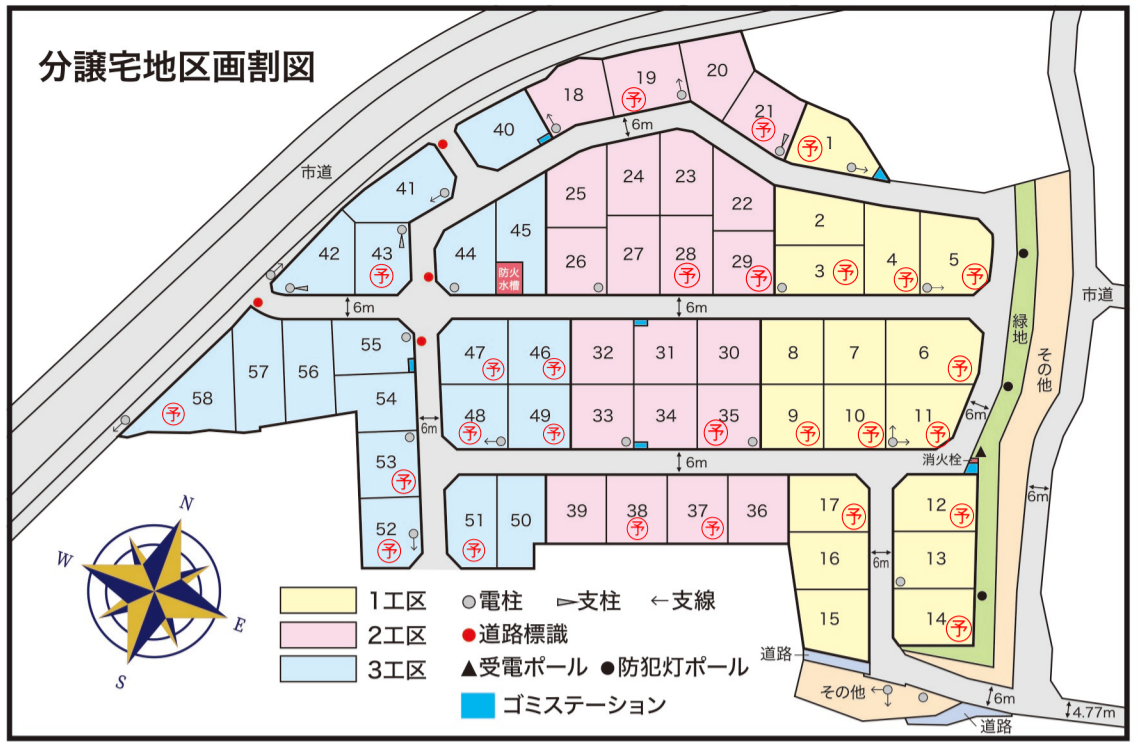 分譲宅地区画割図
18
19
予
20
21
予
予
1
40
6m
市道
41
42
43
予
44
45
防火
水槽
25
24
23
22
26
27
28
予
29
予
2
3
予
4
予
5
予
6m
6m
市道
緑地
その他
58
予
57
56
55
54
53
予
52
予
47
予
46
予
48
予
49
予
32
31
30
33
34
35
予
8
7
6
予
9
予
10
予
11
予
6m
6m
6m
消火栓
6m
51
予
50
39
38
予
37
予
36
17
予
16
15
6m
12
予
13
14
予
N
W
E
S
1工区
2工区
3工区
電柱
支柱
支線
道路標識
受電ポール
防犯灯ポール
ゴミステーション
道路
その他
6m
道路
4.77m